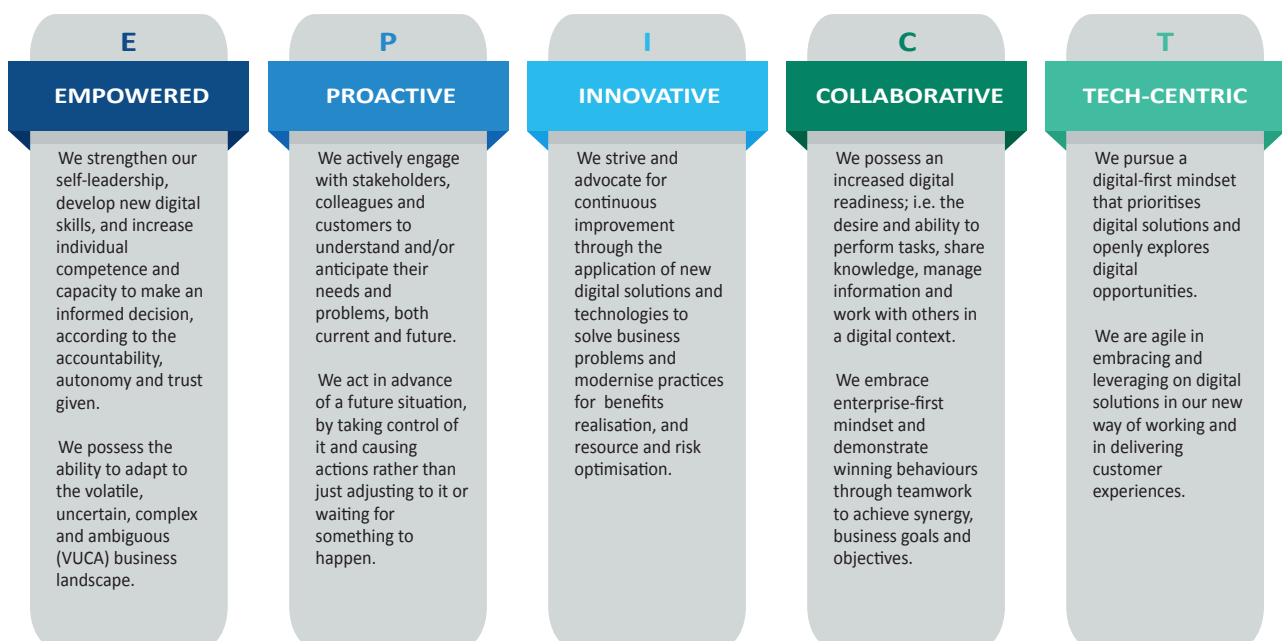 E
EMPOWERED
We strengthen our
self-leadership,
develop new digital
skills, and increase
individual
competence and
capacity to make an
informed decision,
according to the
accountability,
autonomy and trust
given.
We possess the
ability to adapt to
the volatile,
uncertain, complex
and ambiguous
(VUCA) business
landscape.
P
PROACTIVE
We actively engage
with stakeholders,
colleagues and
customers to
understand and/or
anticipate their
needs and
problems, both
current and future.
We act in advance
of a future situation,
by taking control of
it and causing
actions rather than
just adjusting to it or
waiting for
something to
happen.
I
INNOVATIVE
We strive and
advocate for
continuous
improvement
through the
application of new
digital solutions and
technologies to
solve business
problems and
modernise practices
for benefits
realisation, and
resource and risk
optimisation.
C
COLLABORATIVE
We possess an
increased digital
readiness; i.e. the
desire and ability to
perform tasks, share
knowledge, manage
information and
work with others in
a digital context.
We embrace
enterprise-first
mindset and
demonstrate
winning behaviours
through teamwork
to achieve synergy,
business goals and
objectives.
T
TECH-CENTRIC
We pursue a
digital-first mindset
that prioritises
digital solutions and
openly explores
digital
opportunities.
We are agile in
embracing and
leveraging on digital
solutions in our new
way of working and
in delivering
customer
experiences.